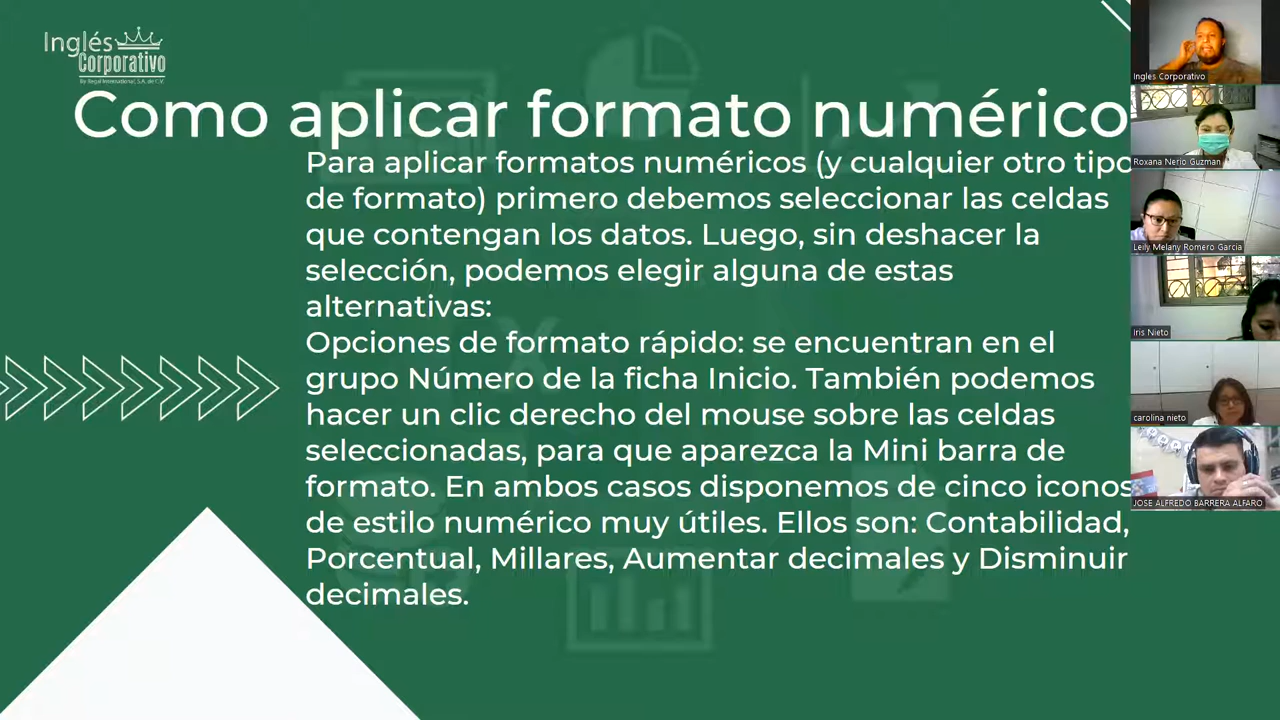 Inglés
Corporativo
By Regal International, S.A. de C.V.
Como aplicar formato numérico
Para aplicar formatos numéricos (y cualquier otro tipo
de formato) primero debemos seleccionar las celdas
que contengan los datos. Luego, sin deshacer la
selección, podemos elegir alguna de estas
alternativas:
Opciones de formato rápido: se encuentran en el
grupo Número de la ficha Inicio. También podemos
hacer un clic derecho del mouse sobre las celdas
seleccionadas, para que aparezca la Mini barra de
formato. En ambos casos disponemos de cinco iconos
de estilo numérico muy útiles. Ellos son: Contabilidad,
Porcentual, Millares, Aumentar decimales y Disminuir
decimales.
Ingles Corporativo
Roxana Nerio Guzman
Leily Melany Romero Garcia
Iris Nieto
carolina nieto
JOSE ALFREDO BARRERA ALFARO